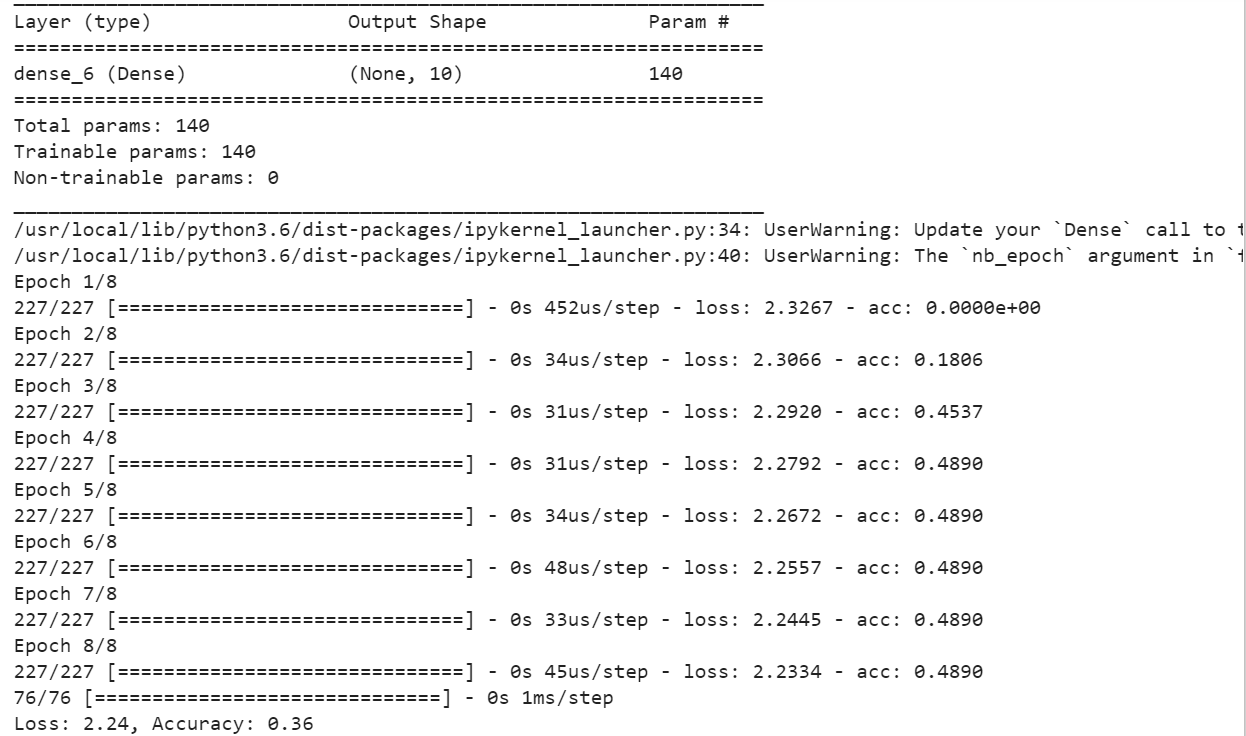 Layer (type)                 Output Shape              Param #
=================================================================
dense_6 (Dense)              (None, 10)                140
=================================================================
Total params: 140
Trainable params: 140
Non-trainable params: 0
_________________________________________________________________
/usr/local/lib/python3.6/dist-packages/ipykernel_launcher.py:34: UserWarning: Update your `Dense` call to
/usr/local/lib/python3.6/dist-packages/ipykernel_launcher.py:40: UserWarning: The `nb_epoch` argument in
Epoch 1/8
227/227 [==============================] - 0s 452us/step - loss: 2.3267 - acc: 0.0000e+00
Epoch 2/8
227/227 [==============================] - 0s 34us/step - loss: 2.3066 - acc: 0.1806
Epoch 3/8
227/227 [==============================] - 0s 31us/step - loss: 2.2920 - acc: 0.4537
Epoch 4/8
227/227 [==============================] - 0s 31us/step - loss: 2.2792 - acc: 0.4890
Epoch 5/8
227/227 [==============================] - 0s 34us/step - loss: 2.2672 - acc: 0.4890
Epoch 6/8
227/227 [==============================] - 0s 48us/step - loss: 2.2557 - acc: 0.4890
Epoch 7/8
227/227 [==============================] - 0s 33us/step - loss: 2.2445 - acc: 0.4890
Epoch 8/8
227/227 [==============================] - 0s 45us/step - loss: 2.2334 - acc: 0.4890
76/76 [==============================] - 0s 1ms/step
Loss: 2.24, Accuracy: 0.36